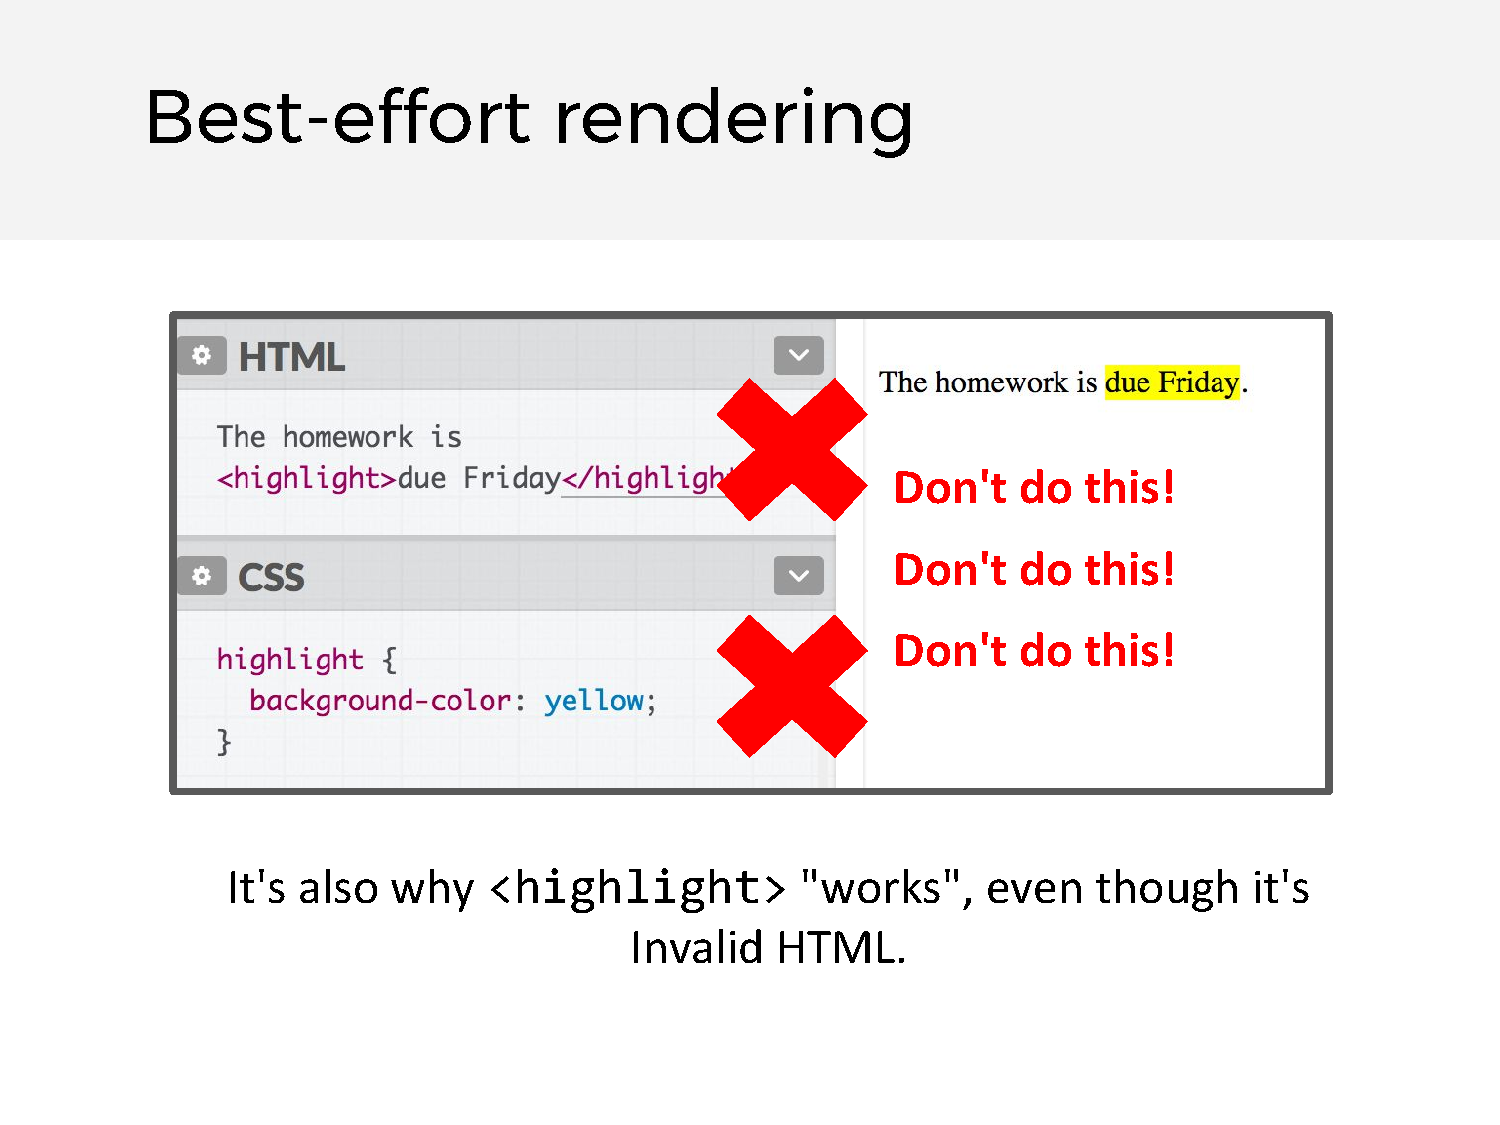 Best-effort rendering
HTML
The homework is
<highlight>due Friday</highligh
CSS
highlight {
background-color: yellow;
}
The homework is due Friday.
Don't do this!
Don't do this!
Don't do this!
It's also why <highlight> "works", even though it's
Invalid HTML.